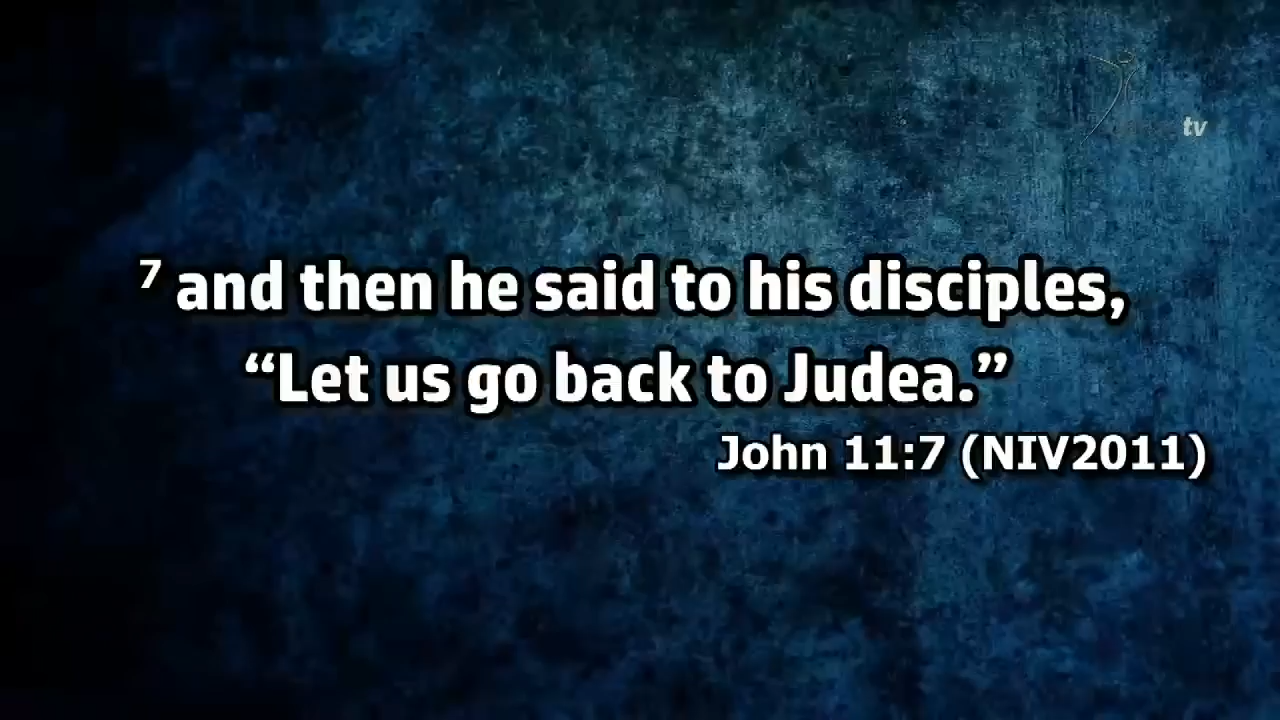 tv
⁷ and then he said to his disciples,
“Let us go back to Judea.”
John 11:7 (NIV2011)